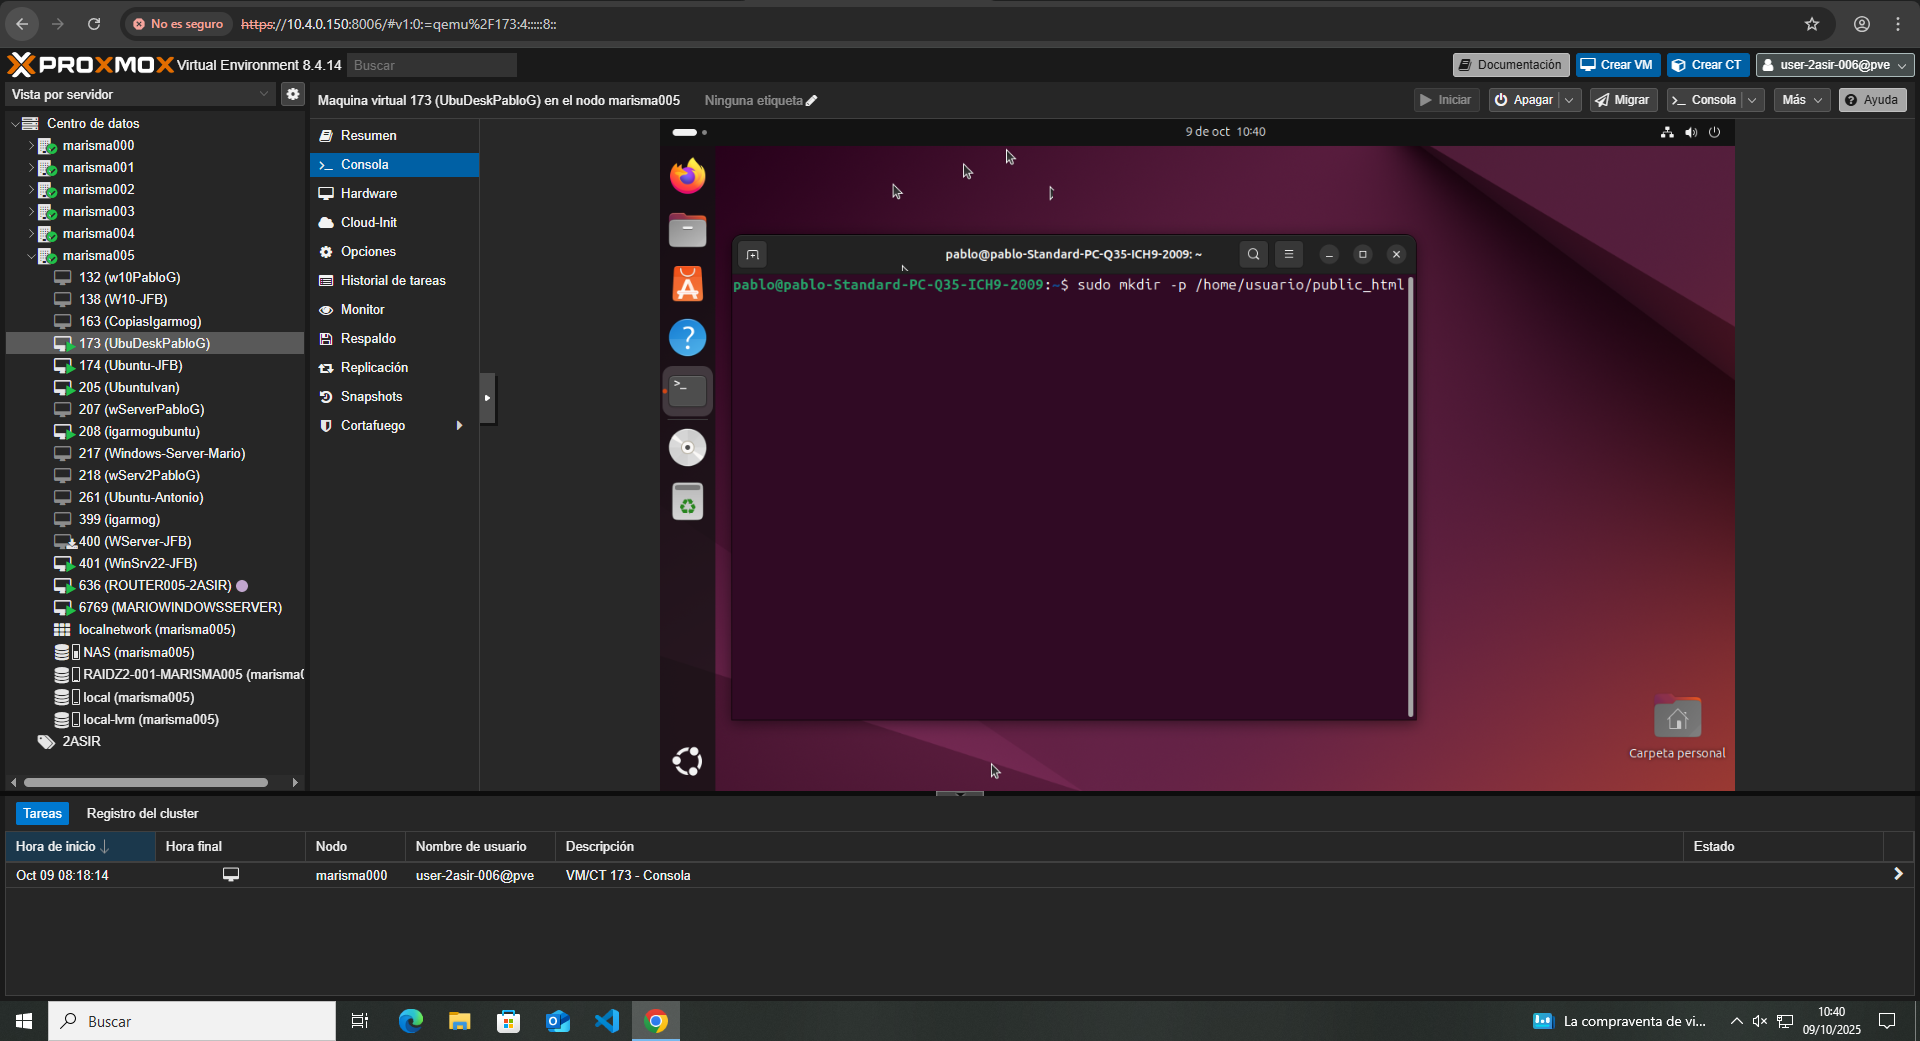 No es seguro https://10.4.0.150:8006/#v1:0:=qemu%2F173:4:::::8::
PROXMOX Virtual Environment 8.4.14 Buscar
Documentación Crear VM Crear CT user-2asir-006@pve
Vista por servidor
Maquina virtual 173 (UbuDeskPabloG) en el nodo marisma005 Ninguna etiqueta
Iniciar Apagar Migrar Consola Más Ayuda
Centro de datos
marisma000
marisma001
marisma002
marisma003
marisma004
marisma005
132 (w10PabloG)
138 (W10-JFB)
163 (CopiasIgarmog)
173 (UbuDeskPabloG)
174 (Ubuntu-JFB)
205 (UbuntuIvan)
207 (wServerPabloG)
208 (igarmogubuntu)
217 (Windows-Server-Mario)
218 (wServ2PabloG)
261 (Ubuntu-Antonio)
399 (igarmog)
400 (WServer-JFB)
401 (WinSrv22-JFB)
636 (ROUTER005-2ASIR)
6769 (MARIOWINDOWSSERVER)
localnetwork (marisma005)
NAS (marisma005)
RAIDZ2-001-MARISMA005 (marisma0
local (marisma005)
local-lvm (marisma005)
2ASIR
Resumen
Consola
Hardware
Cloud-Init
Opciones
Historial de tareas
Monitor
Respaldo
Replicación
Snapshots
Cortafuego
9 de oct 10:40
pablo@pablo-Standard-PC-Q35-ICH9-2009: ~
pablo@pablo-Standard-PC-Q35-ICH9-2009:~$ sudo mkdir -p /home/usuario/public_html
Carpeta personal
Tareas Registro del cluster
Hora de inicio Hora final Nodo Nombre de usuario Descripción Estado
Oct 09 08:18:14 marisma000 user-2asir-006@pve VM/CT 173 - Consola
Buscar
La compraventa de vi...
10:40
09/10/2025